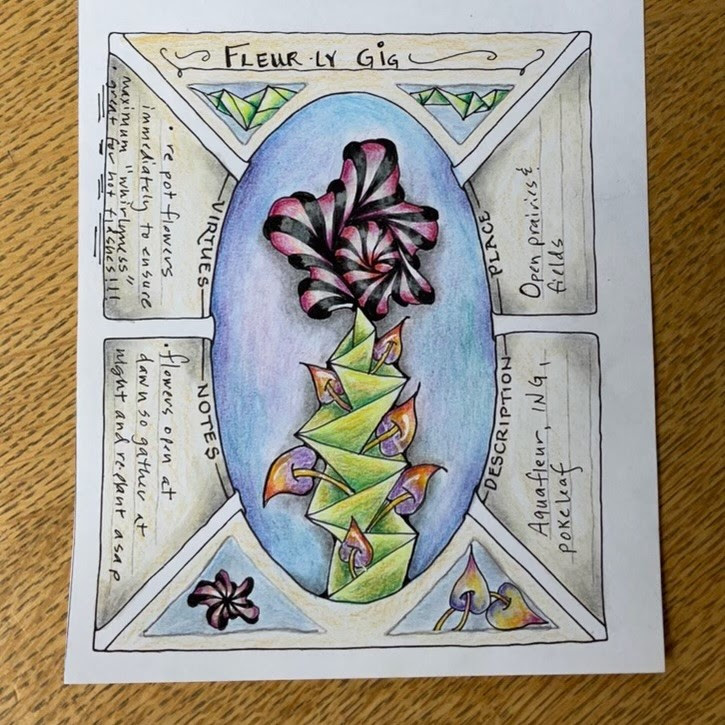 FLEUR·LY GIG
VIRTUES
• re pot flowers
immediately to ensure
maximum "whirlyness"
• great for hot flashes!!!
PLACE
Open prairies &
fields
NOTES
• flowers open at
dawn so gather at
night and re·plant asap
DESCRIPTION
Aquafleur, ING,
pokeleaf